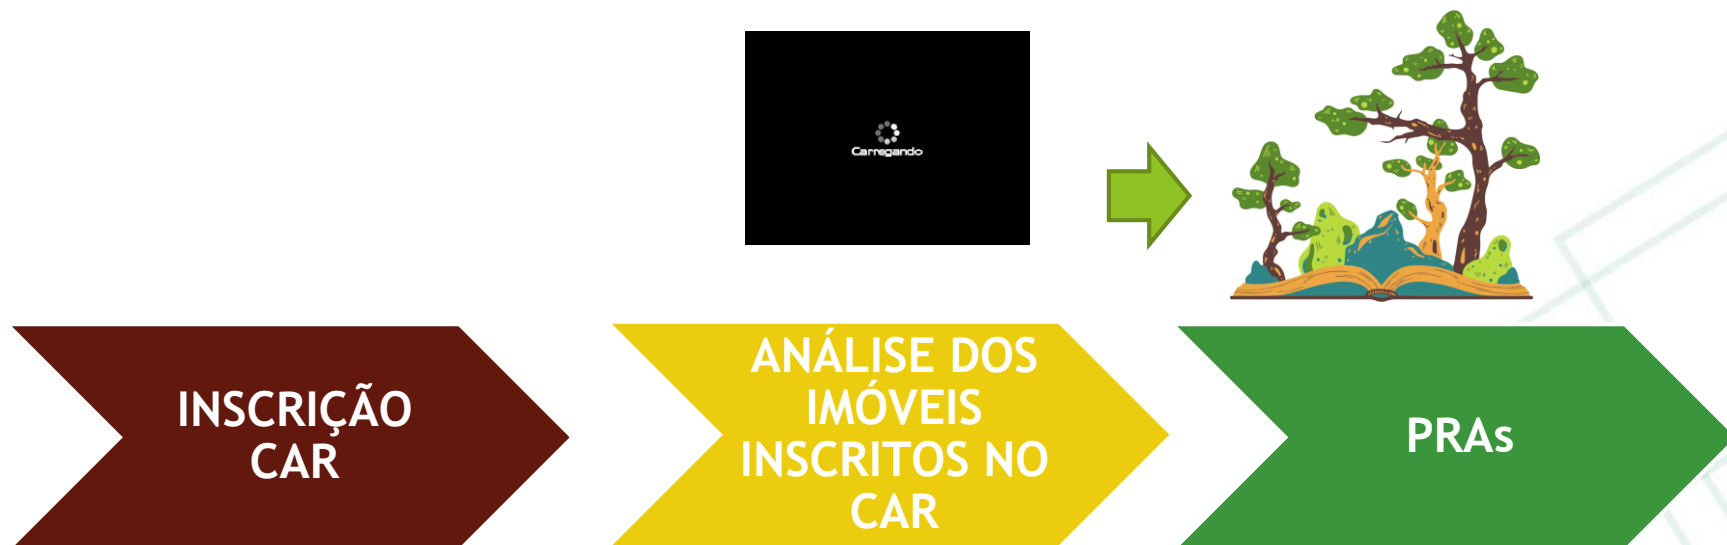 Carregando
INSCRIÇÃO
CAR
ANÁLISE DOS
IMÓVEIS
INSCRITOS NO
CAR
PRAs